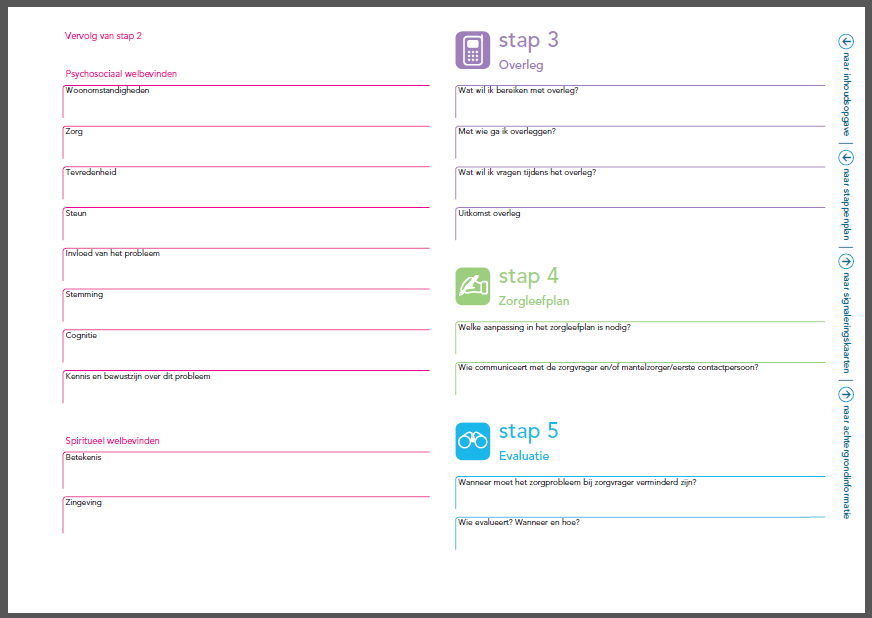 Vervolg van stap 2
Psychosociaal welbevinden
Woonomstandigheden
Zorg
Tevredenheid
Steun
Invloed van het probleem
Stemming
Cognitie
Kennis en bewustzijn over dit probleem
Spiritueel welbevinden
Betekenis
Zingeving
stap 3
Overleg
Wat wil ik bereiken met overleg?
Met wie ga ik overleggen?
Wat wil ik vragen tijdens het overleg?
Uitkomst overleg
stap 4
Zorgleefplan
Welke aanpassing in het zorgleefplan is nodig?
Wie communiceert met de zorgvrager en/of mantelzorger/eerste contactpersoon?
stap 5
Evaluatie
Wanneer moet het zorgprobleem bij zorgvrager verminderd zijn?
Wie evalueert? Wanneer en hoe?
naar inhoudsopgave
naar stappenplan
naar signaleringskaarten
naar achtergrondinformatie